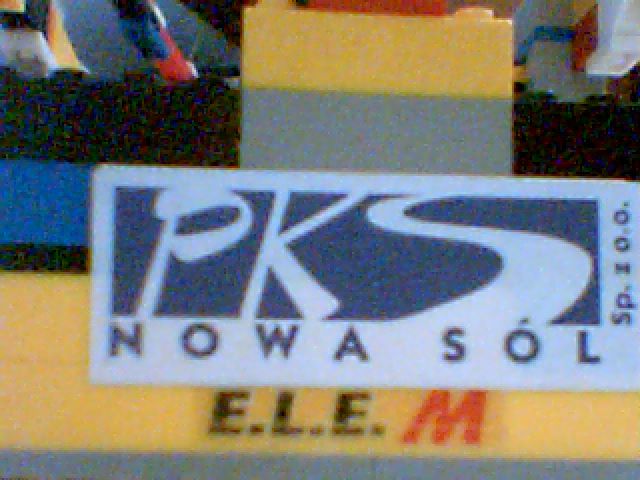 PKS
NOWA SÓL
Sp. z o.o.
E.L.E. M